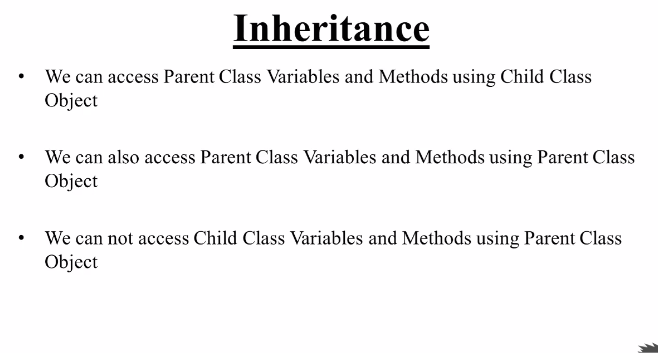 Inheritance
• We can access Parent Class Variables and Methods using Child Class
Object
• We can also access Parent Class Variables and Methods using Parent Class
Object
• We can not access Child Class Variables and Methods using Parent Class
Object